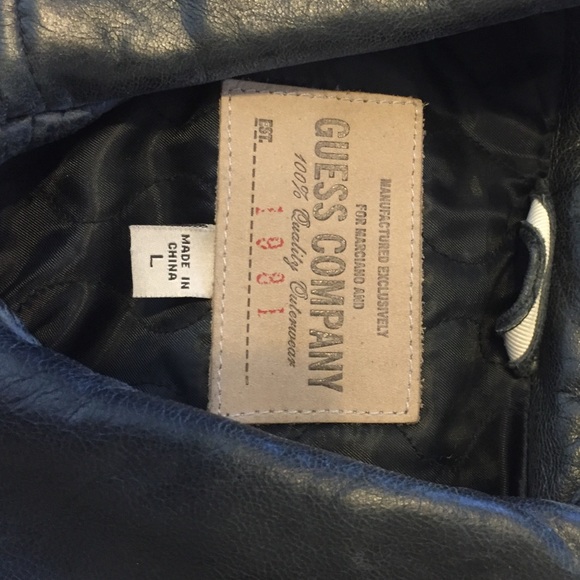 MANUFACTURED EXCLUSIVELY
FOR MARCIANO AND
GUESS COMPANY
100% Quality Outerwear
EST. 1981
MADE IN
CHINA
L